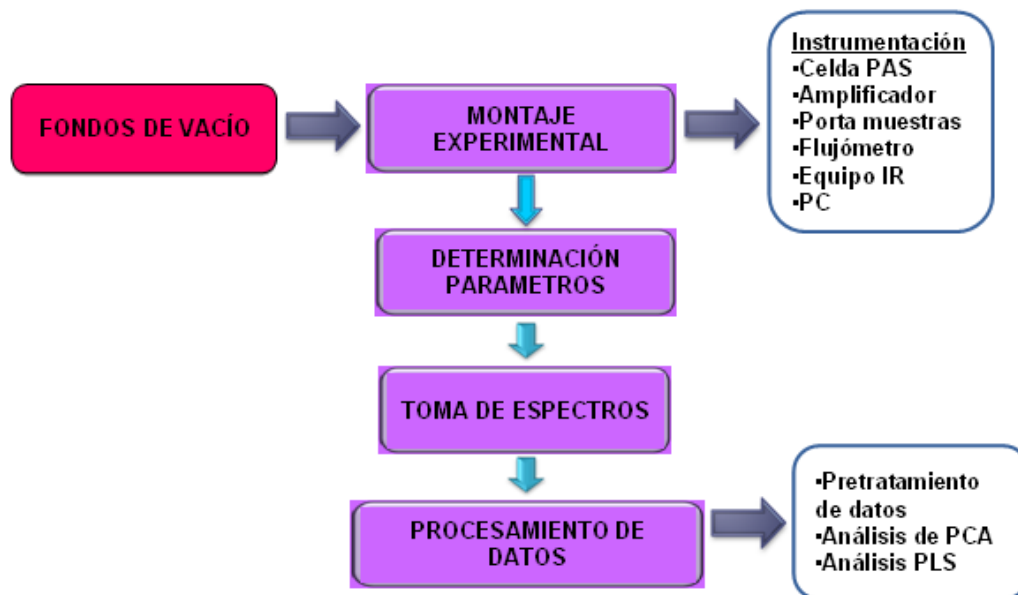 FONDOS DE VACÍO
MONTAJE
EXPERIMENTAL
Instrumentación
▪Celda PAS
▪Amplificador
▪Porta muestras
▪Flujómetro
▪Equipo IR
▪PC
DETERMINACIÓN
PARAMETROS
TOMA DE ESPECTROS
PROCESAMIENTO DE
DATOS
▪Pretratamiento
de datos
▪Análisis de PCA
▪Análisis PLS